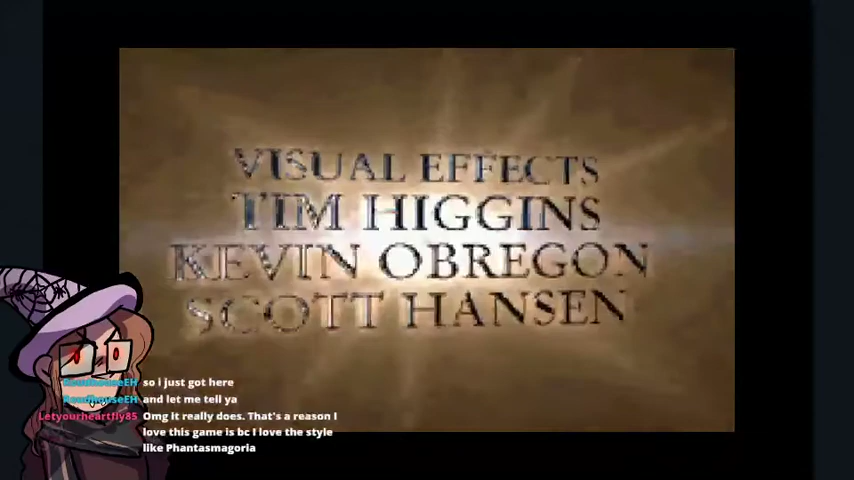 VISUAL EFFECTS
TIM HIGGINS
KEVIN OBREGON
SCOTT HANSEN
so i just got here
and let me tell ya
Letyourheartfly85 Omg it really does. That's a reason I
love this game is bc I love the style
like Phantasmagoria